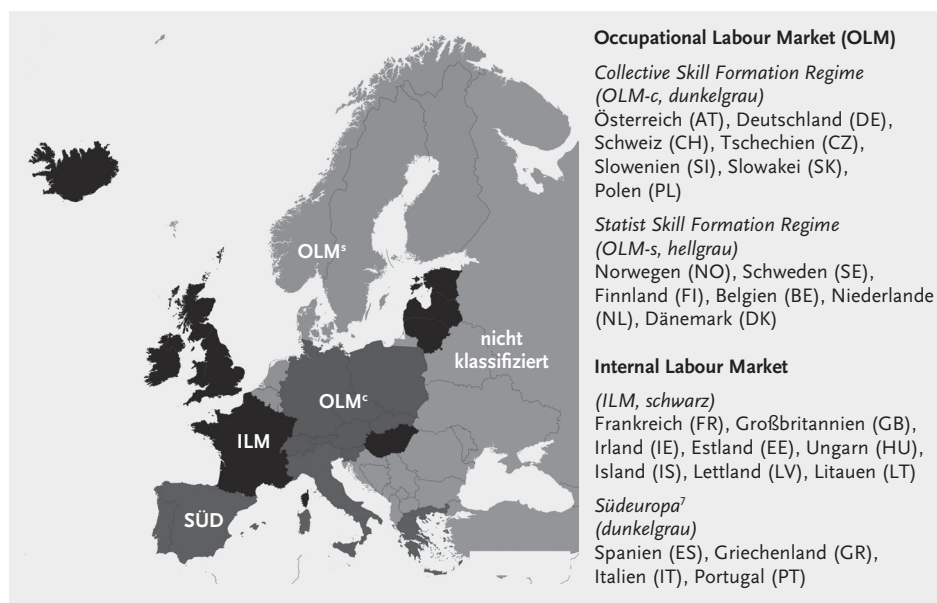 OLMˢ
nicht
klassifiziert
OLMᶜ
ILM
SÜD
Occupational Labour Market (OLM)
Collective Skill Formation Regime
(OLM-c, dunkelgrau)
Österreich (AT), Deutschland (DE),
Schweiz (CH), Tschechien (CZ),
Slowenien (SI), Slowakei (SK),
Polen (PL)
Statist Skill Formation Regime
(OLM-s, hellgrau)
Norwegen (NO), Schweden (SE),
Finnland (FI), Belgien (BE), Niederlande
(NL), Dänemark (DK)
Internal Labour Market
(ILM, schwarz)
Frankreich (FR), Großbritannien (GB),
Irland (IE), Estland (EE), Ungarn (HU),
Island (IS), Lettland (LV), Litauen (LT)
Südeuropa⁷
(dunkelgrau)
Spanien (ES), Griechenland (GR),
Italien (IT), Portugal (PT)